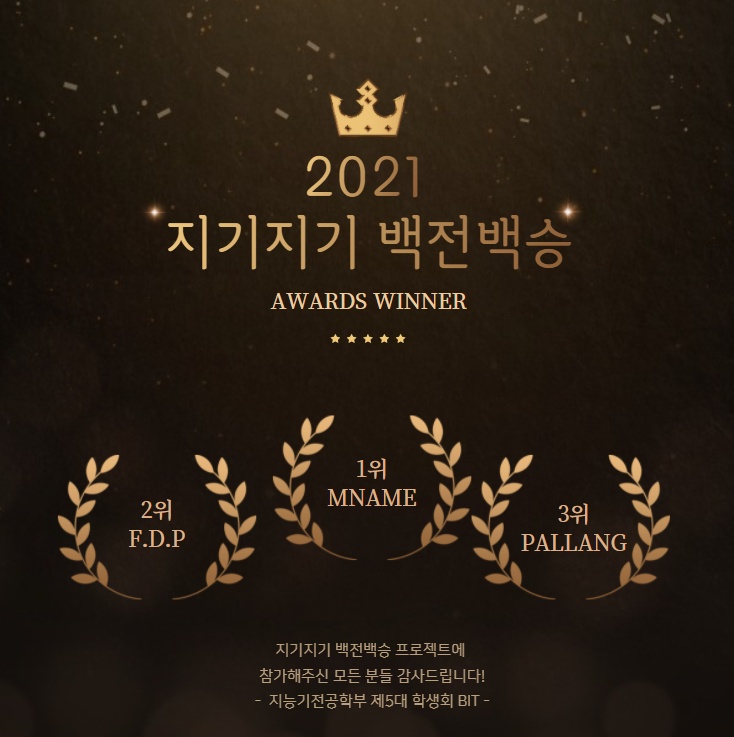 2021
지기지기 백전백승
AWARDS WINNER
1위
MNAME
2위
F.D.P
3위
PALLANG
지기지기 백전백승 프로젝트에
참가해주신 모든 분들 감사드립니다!
- 지능기전공학부 제5대 학생회 BIT -